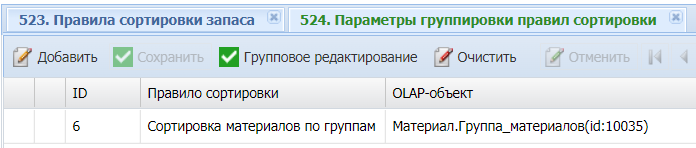 523. Правила сортировки запаса 524. Параметры группировки правил сортировки
Добавить Сохранить Групповое редактирование Очистить Отменить
ID Правило сортировки OLAP-объект
6 Сортировка материалов по группам Материал.Группа_материалов(id:10035)